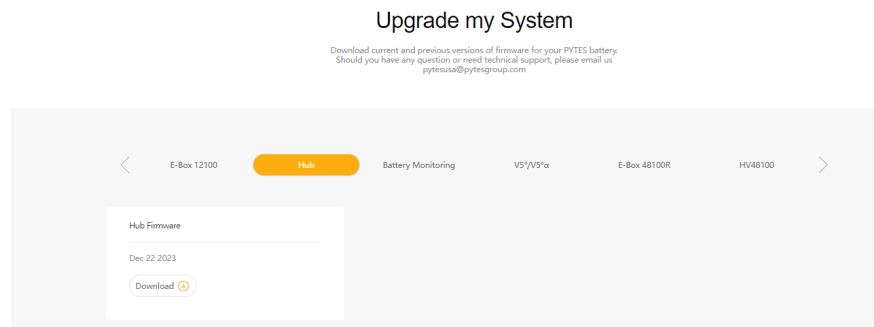 Upgrade my System
Download current and previous versions of firmware for your PYTES battery.
Should you have any question or need technical support, please email us
pytesusa@pytesgroup.com
E-Box 12100
Hub
Battery Monitoring
V5°/V5°α
E-Box 48100R
HV48100
Hub Firmware
Dec 22 2023
Download